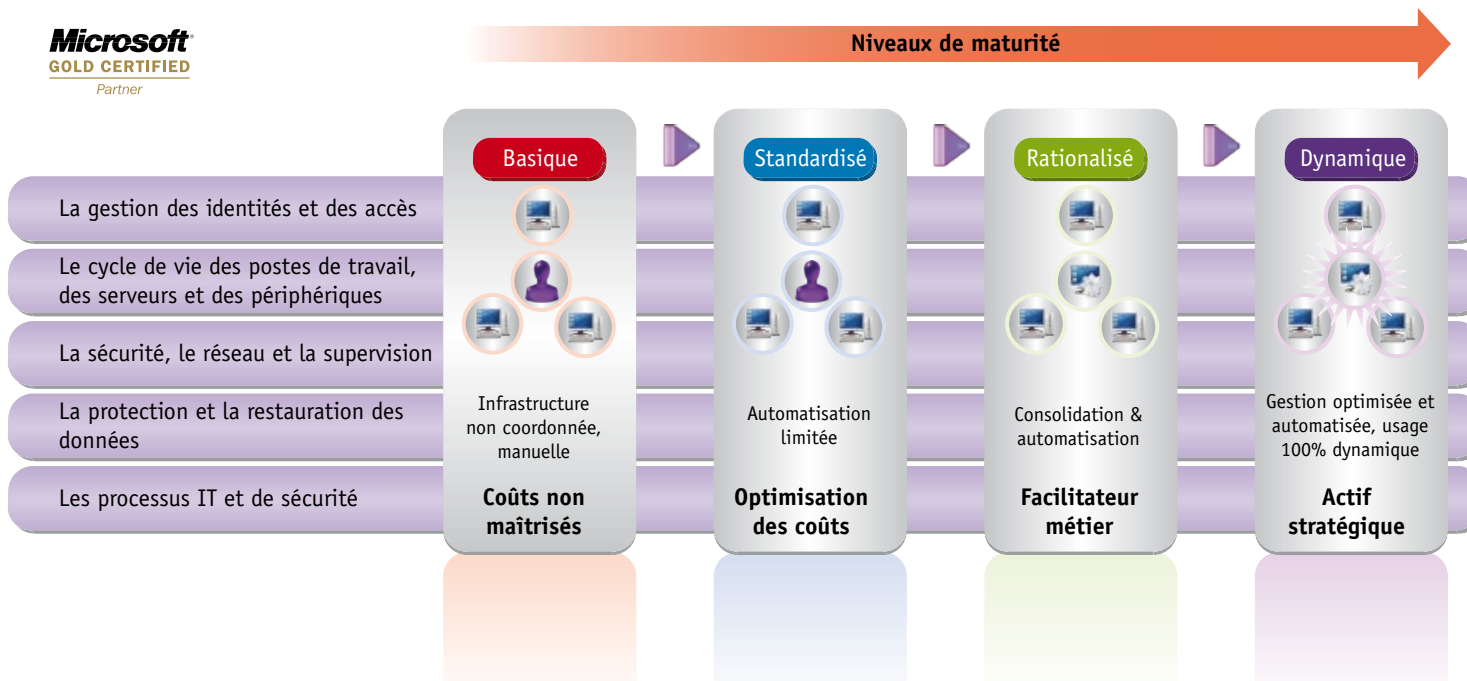 Microsoft
GOLD CERTIFIED
Partner
Niveaux de maturité
Basique
Standardisé
Rationalisé
Dynamique
La gestion des identités et des accès
Le cycle de vie des postes de travail,
des serveurs et des périphériques
La sécurité, le réseau et la supervision
La protection et la restauration des
données
Les processus IT et de sécurité
Infrastructure
non coordonnée,
manuelle
Coûts non
maîtrisés
Automatisation
limitée
Optimisation
des coûts
Consolidation &
automatisation
Facilitateur
métier
Gestion optimisée et
automatisée, usage
100% dynamique
Actif
stratégique